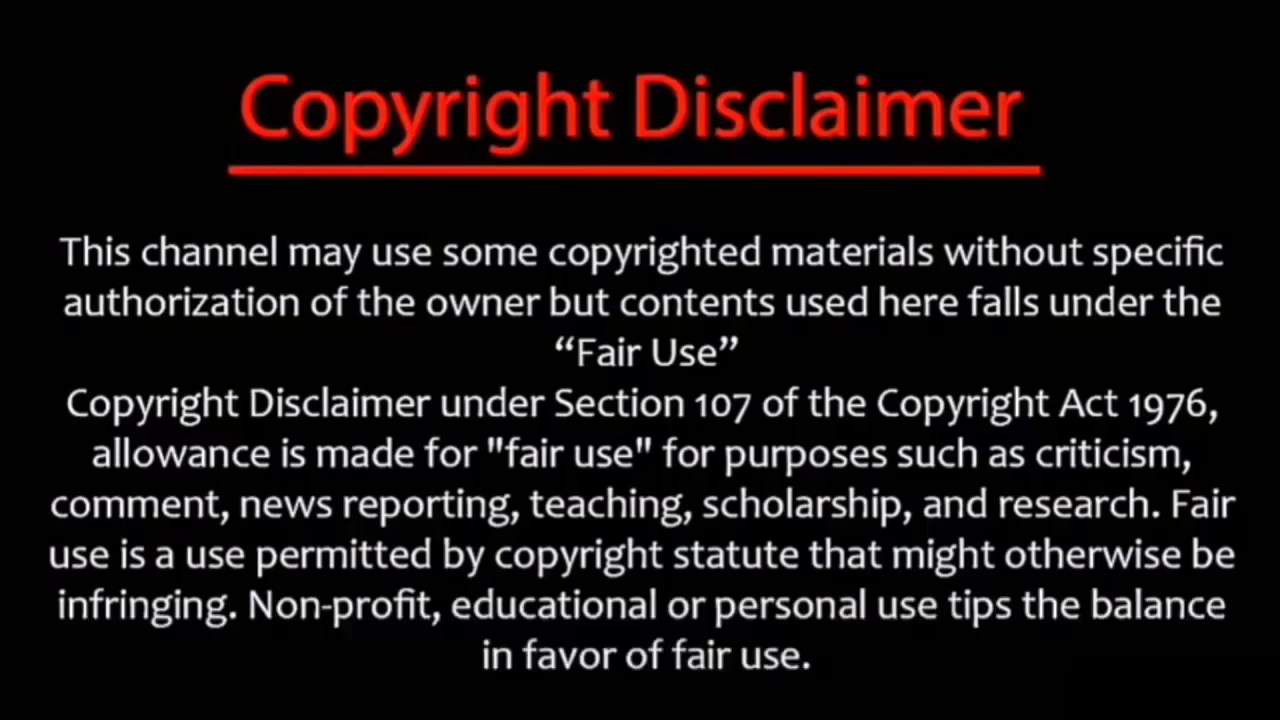 Copyright Disclaimer
This channel may use some copyrighted materials without specific
authorization of the owner but contents used here falls under the
“Fair Use”
Copyright Disclaimer under Section 107 of the Copyright Act 1976,
allowance is made for "fair use" for purposes such as criticism,
comment, news reporting, teaching, scholarship, and research. Fair
use is a use permitted by copyright statute that might otherwise be
infringing. Non-profit, educational or personal use tips the balance
in favor of fair use.